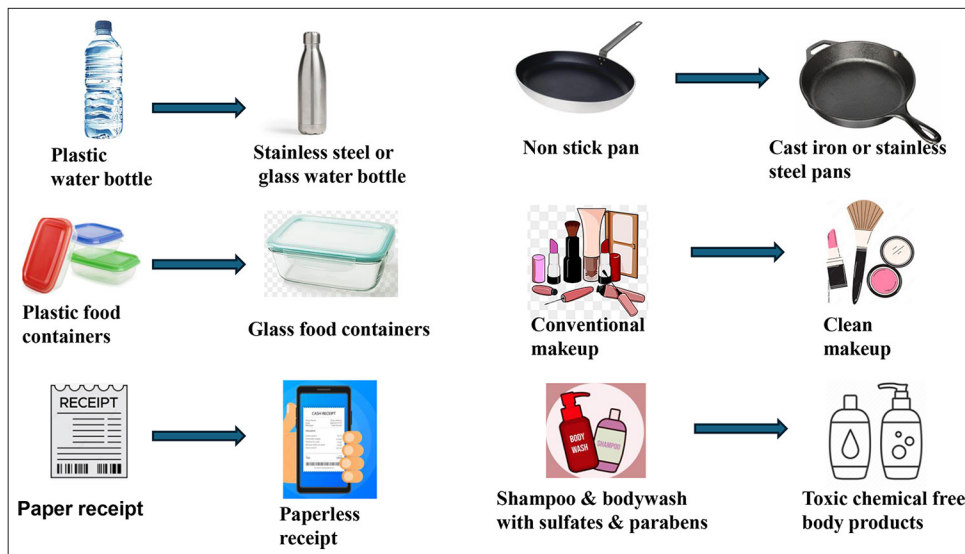 Plastic
water bottle
Stainless steel or
glass water bottle
Non stick pan
Cast iron or stainless
steel pans
Plastic food
containers
Glass food containers
Conventional
makeup
Clean
makeup
RECEIPT
Paper receipt
CASH RECEIPT
Paperless
receipt
BODY
WASH
SHAMPOO
Shampoo & bodywash
with sulfates & parabens
Toxic chemical free
body products